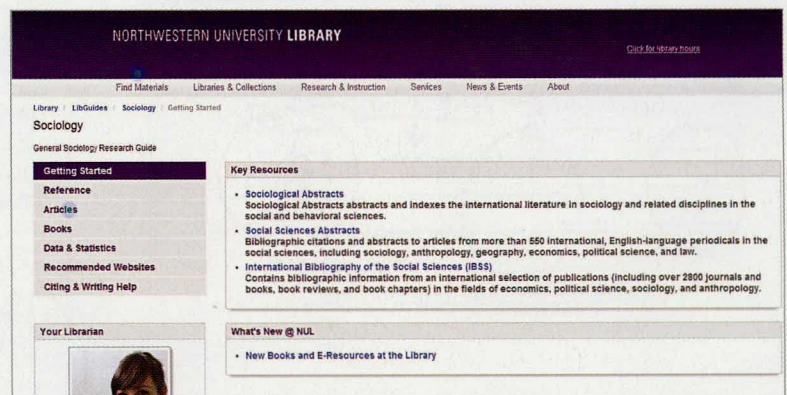 NORTHWESTERN UNIVERSITY LIBRARY
Click for library hours
Find Materials Libraries & Collections Research & Instruction Services News & Events About
Library / LibGuides / Sociology / Getting Started
Sociology
General Sociology Research Guide
Getting Started
Reference
Articles
Books
Data & Statistics
Recommended Websites
Citing & Writing Help
Key Resources
• Sociological Abstracts
Sociological Abstracts abstracts and indexes the international literature in sociology and related disciplines in the
social and behavioral sciences.
• Social Sciences Abstracts
Bibliographic citations and abstracts to articles from more than 550 international, English-language periodicals in the
social sciences, including sociology, anthropology, geography, economics, political science, and law.
• International Bibliography of the Social Sciences (IBSS)
Contains bibliographic information from an international selection of publications (including over 2800 journals and
books, book reviews, and book chapters) in the fields of economics, political science, sociology, and anthropology.
Your Librarian
What's New @ NUL
• New Books and E-Resources at the Library